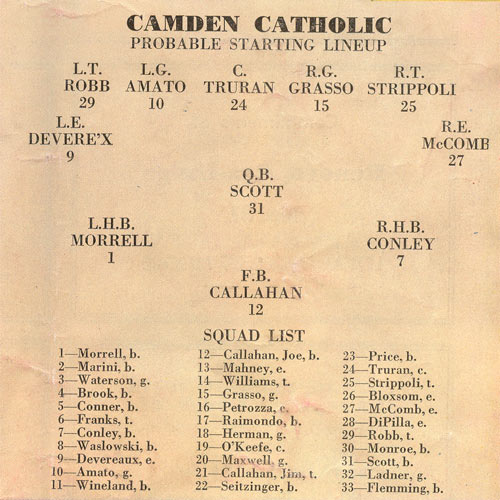 CAMDEN CATHOLIC
PROBABLE STARTING LINEUP
L.T. L.G. C. R.G. R.T.
ROBB AMATO TRURAN GRASSO STRIPPOLI
29 10 24 15 25
L.E. R.E.
DEVERE'X McCOMB
9 27
Q.B.
SCOTT
31
L.H.B. R.H.B.
MORRELL CONLEY
1 7
F.B.
CALLAHAN
12
SQUAD LIST
1—Morrell, b.
2—Marini, b.
3—Waterson, g.
4—Brook, b.
5—Conner, b.
6—Franks, t.
7—Conley, b.
8—Wasłowski, b.
9—Devereaux, e.
10—Amato, g.
11—Wineland, b.
12—Callahan, Joe, b.
13—Mahney, e.
14—Williams, t.
15—Grasso, g.
16—Petrozza, c.
17—Raimondo, b.
18—Herman, g.
19—O'Keefe, c.
20—Maxwell, g.
21—Callahan, Jim, t.
22—Seitzinger, b.
23—Price, b.
24—Truran, c.
25—Strippoli, t.
26—Bloxsom, e.
27—McComb, e.
28—DiPilla, e.
29—Robb, t.
30—Monroe, b.
31—Scott, b.
32—Ladner, g.
33—Flemming, b.